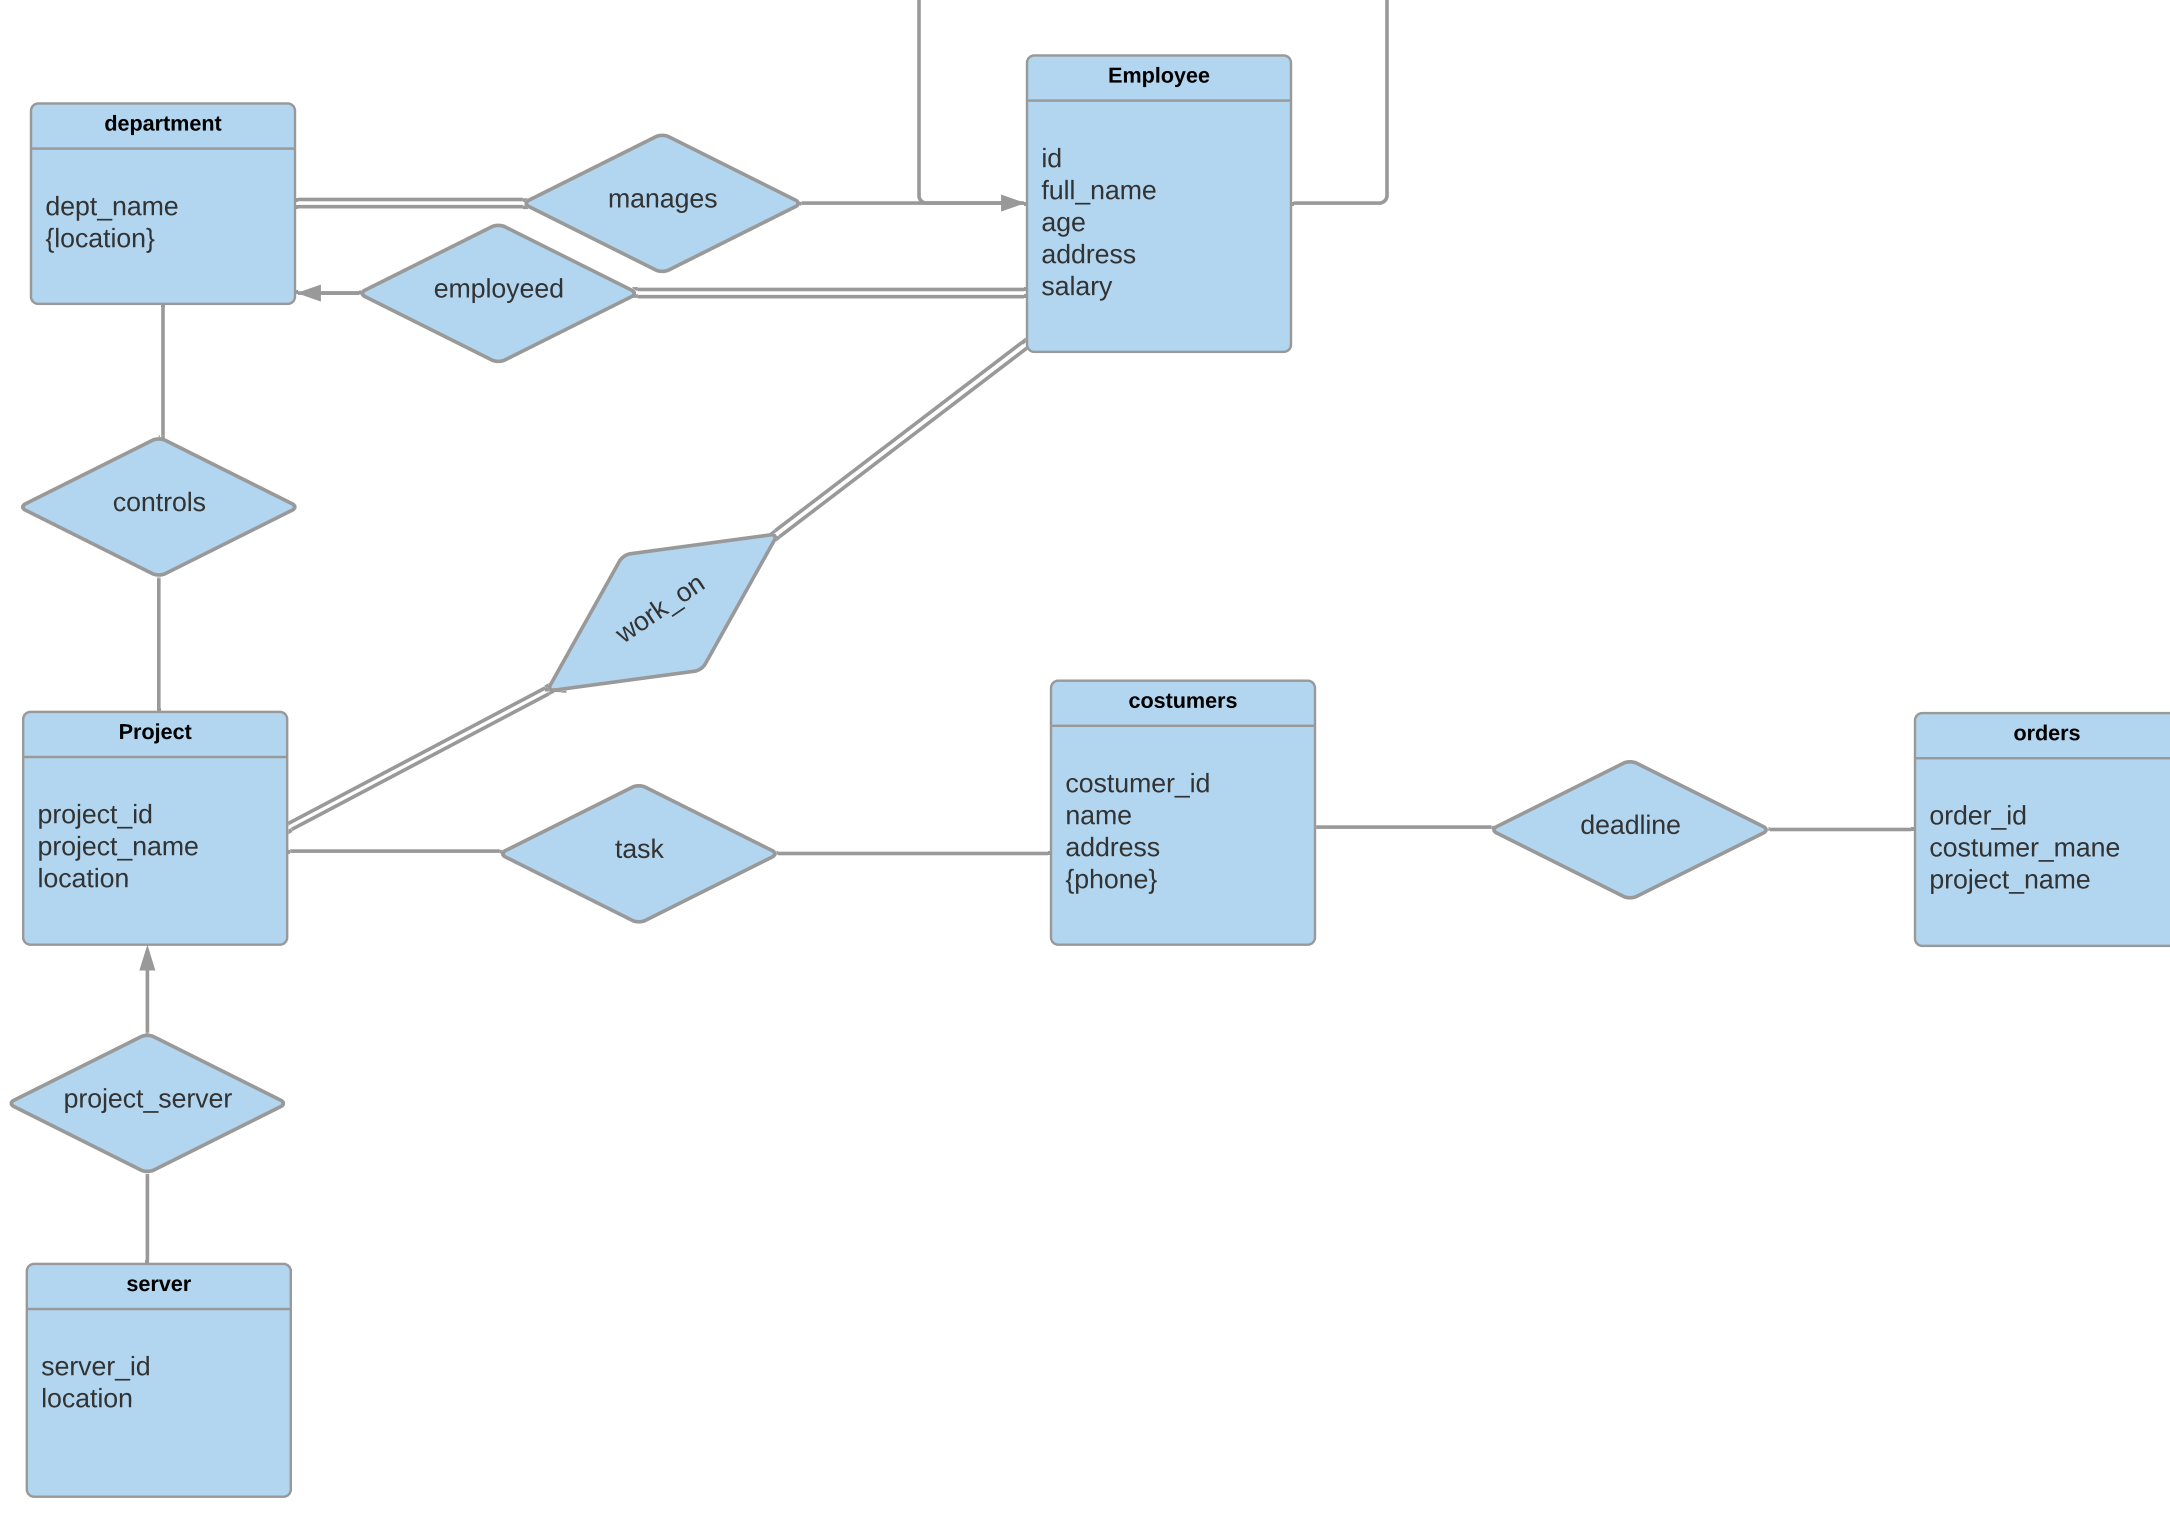 Employee
id
full_name
age
address
salary
department
dept_name
{location}
manages
employeed
controls
work_on
Project
project_id
project_name
location
task
costumers
costumer_id
name
address
{phone}
deadline
orders
order_id
costumer_mane
project_name
project_server
server
server_id
location